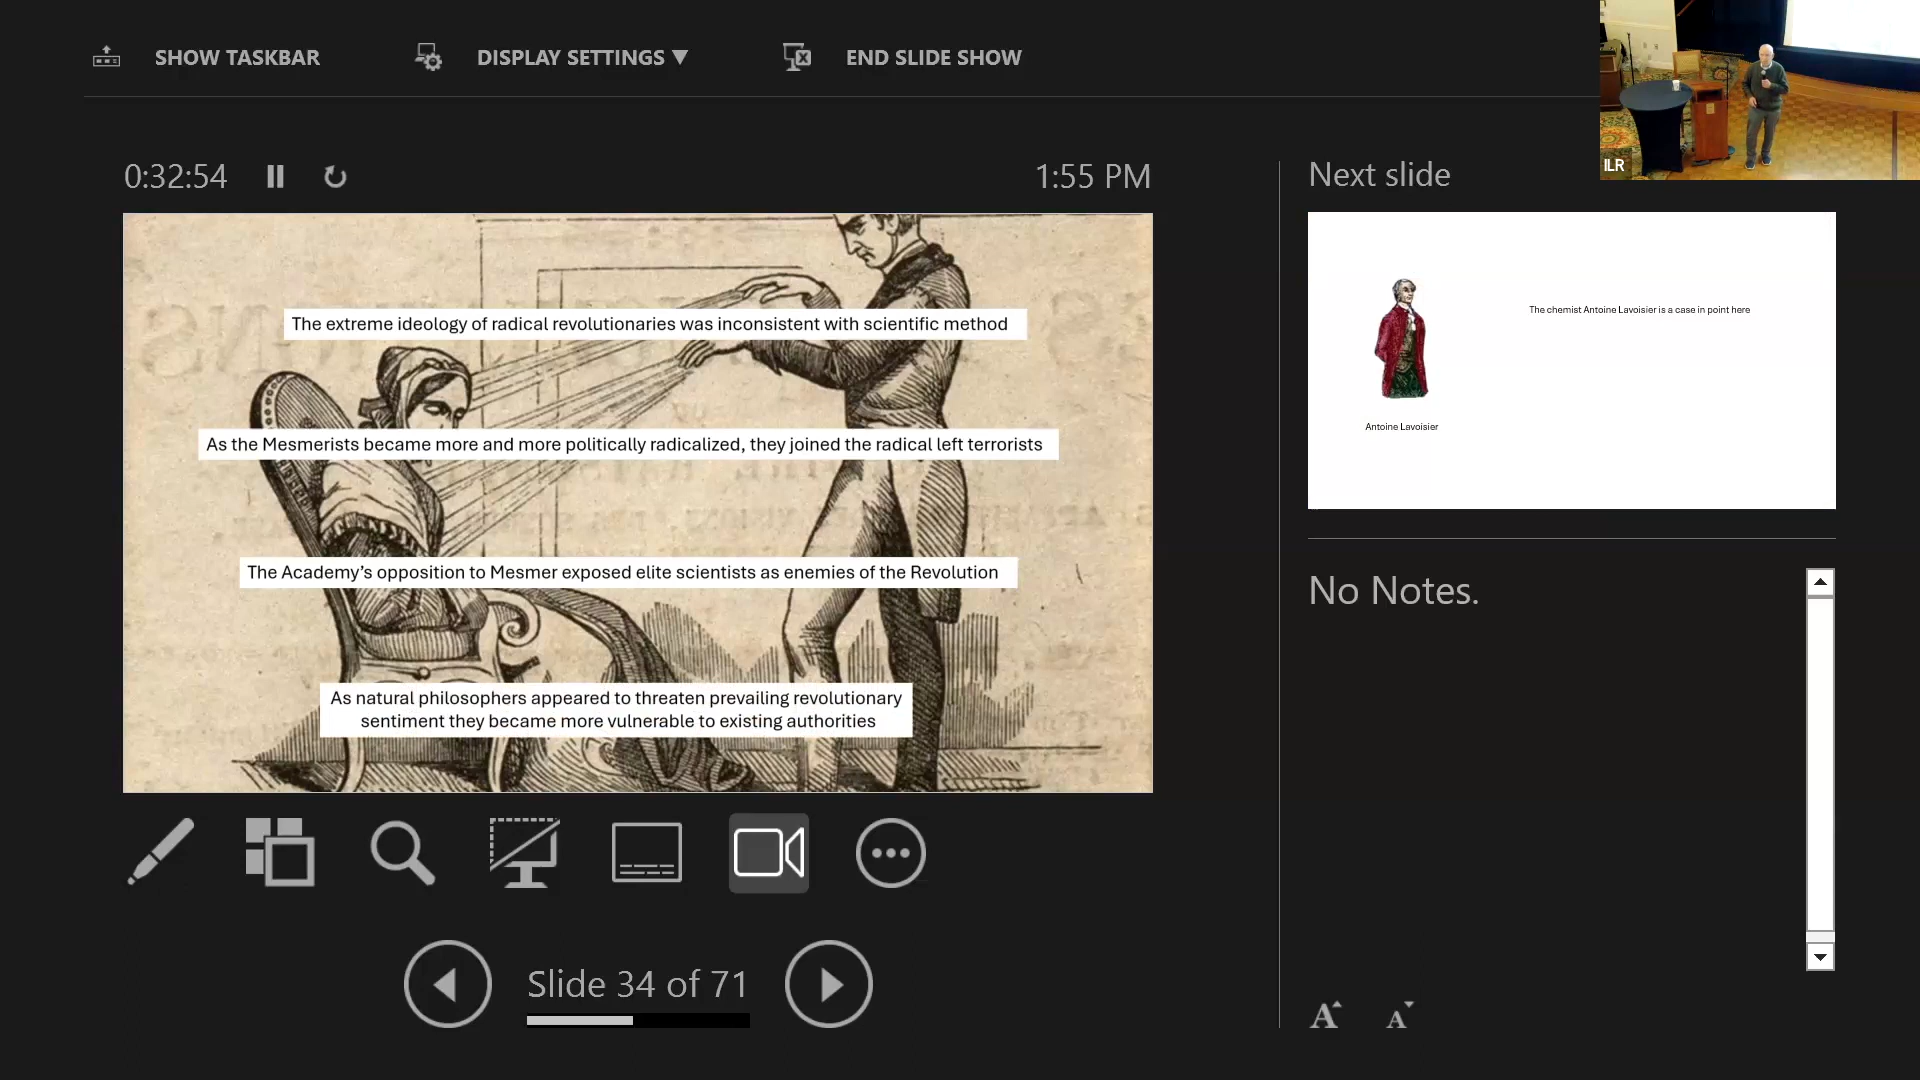 SHOW TASKBAR
DISPLAY SETTINGS ▼
END SLIDE SHOW
ILR
0:32:54
1:55 PM
Next slide
The extreme ideology of radical revolutionaries was inconsistent with scientific method
As the Mesmerists became more and more politically radicalized, they joined the radical left terrorists
The Academy's opposition to Mesmer exposed elite scientists as enemies of the Revolution
As natural philosophers appeared to threaten prevailing revolutionary
sentiment they became more vulnerable to existing authorities
The chemist Antoine Lavoisier is a case in point here
Antoine Lavoisier
No Notes.
Slide 34 of 71
A A